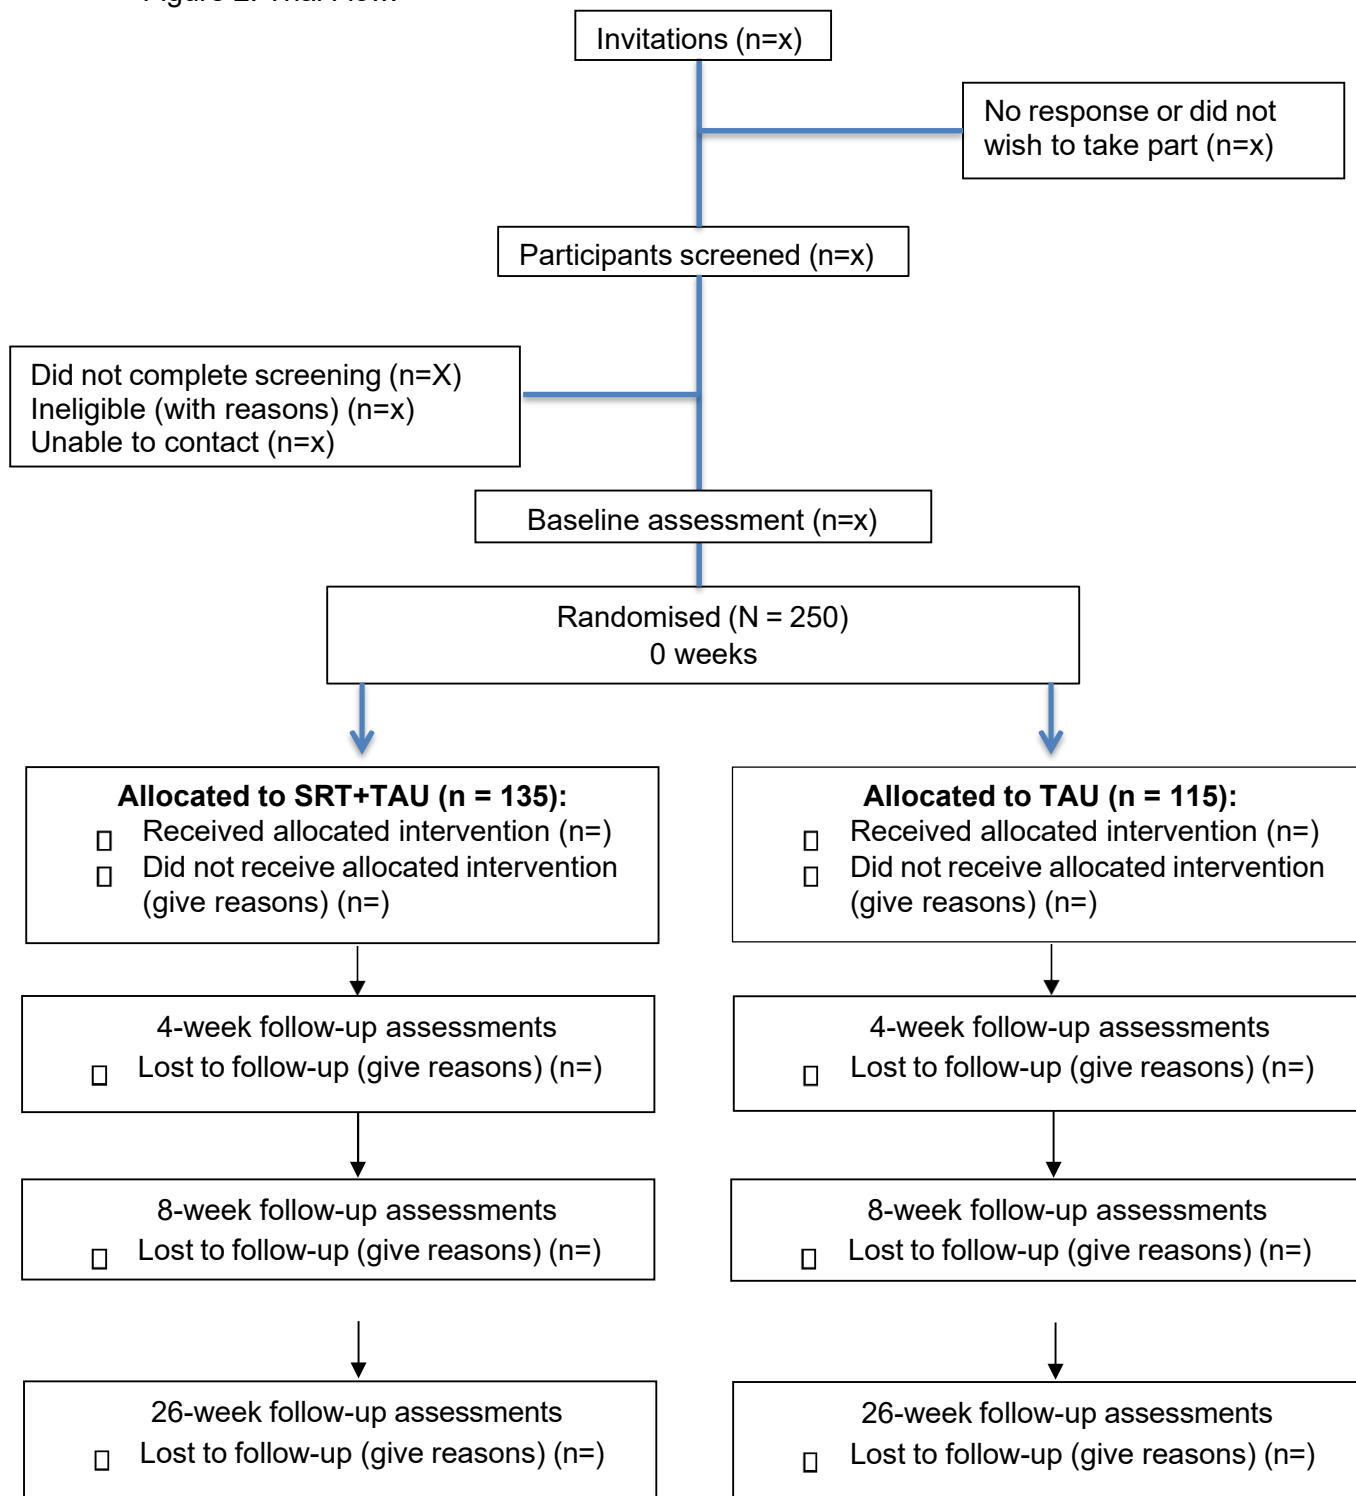 Invitations (n=x)
No response or did not
wish to take part (n=x)
Participants screened (n=x)
Did not complete screening (n=X)
Ineligible (with reasons) (n=x)
Unable to contact (n=x)
Baseline assessment (n=x)
Randomised (N = 250)
0 weeks
Allocated to SRT+TAU (n = 135):
Received allocated intervention (n=)
Did not receive allocated intervention
(give reasons) (n=)
Allocated to TAU (n = 115):
Received allocated intervention (n=)
Did not receive allocated intervention
(give reasons) (n=)
4-week follow-up assessments
Lost to follow-up (give reasons) (n=)
4-week follow-up assessments
Lost to follow-up (give reasons) (n=)
8-week follow-up assessments
Lost to follow-up (give reasons) (n=)
8-week follow-up assessments
Lost to follow-up (give reasons) (n=)
26-week follow-up assessments
Lost to follow-up (give reasons) (n=)
26-week follow-up assessments
Lost to follow-up (give reasons) (n=)